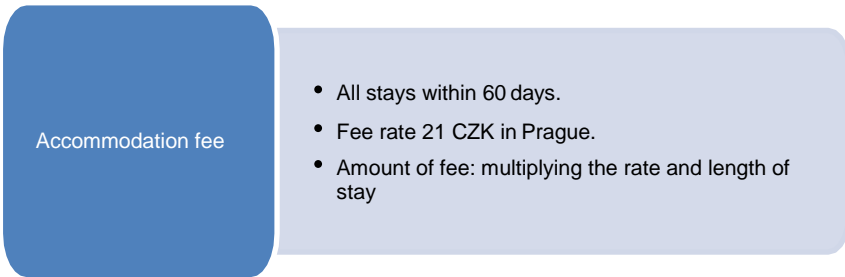 Accommodation fee
• All stays within 60 days.
• Fee rate 21 CZK in Prague.
• Amount of fee: multiplying the rate and length of
stay